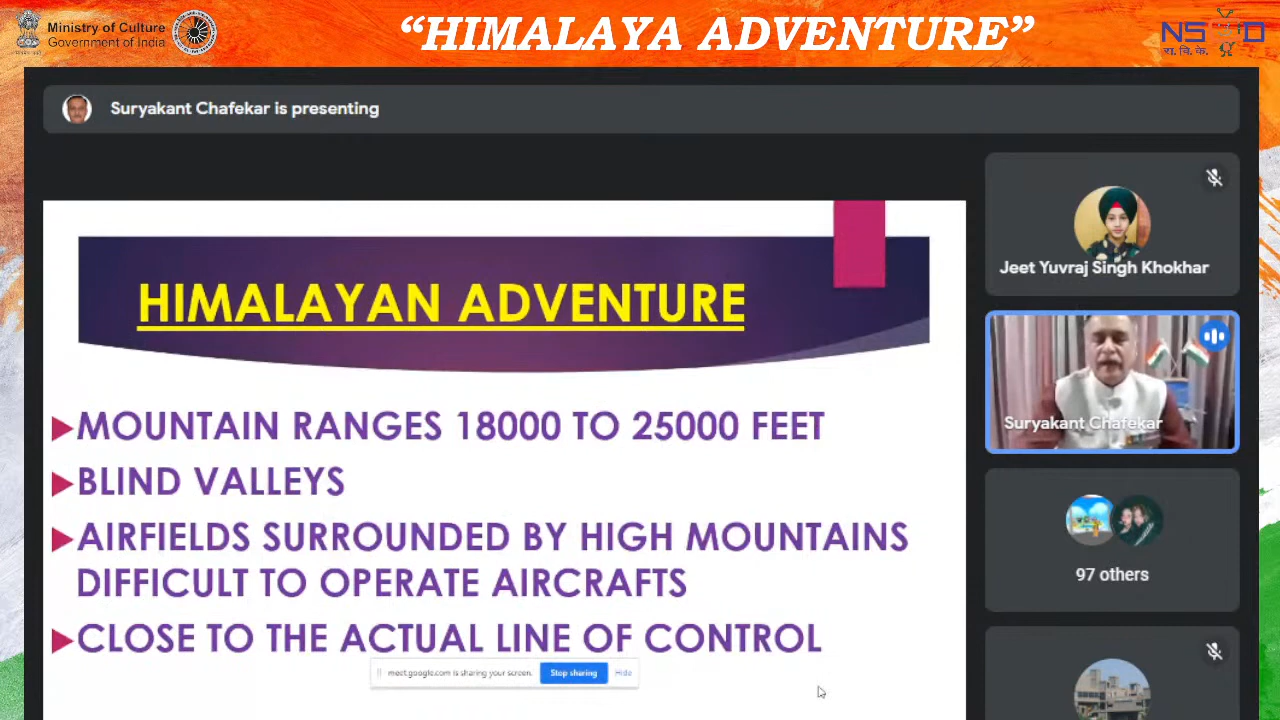 Ministry of Culture
Government of India
“HIMALAYA ADVENTURE”
NS D
रा. वि. के.
Suryakant Chafekar is presenting
Jeet Yuvraj Singh Khokhar
HIMALAYAN ADVENTURE
Suryakant Chafekar
MOUNTAIN RANGES 18000 TO 25000 FEET
BLIND VALLEYS
AIRFIELDS SURROUNDED BY HIGH MOUNTAINS
DIFFICULT TO OPERATE AIRCRAFTS
97 others
CLOSE TO THE ACTUAL LINE OF CONTROL
meet.google.com is sharing your screen. Stop sharing Hide